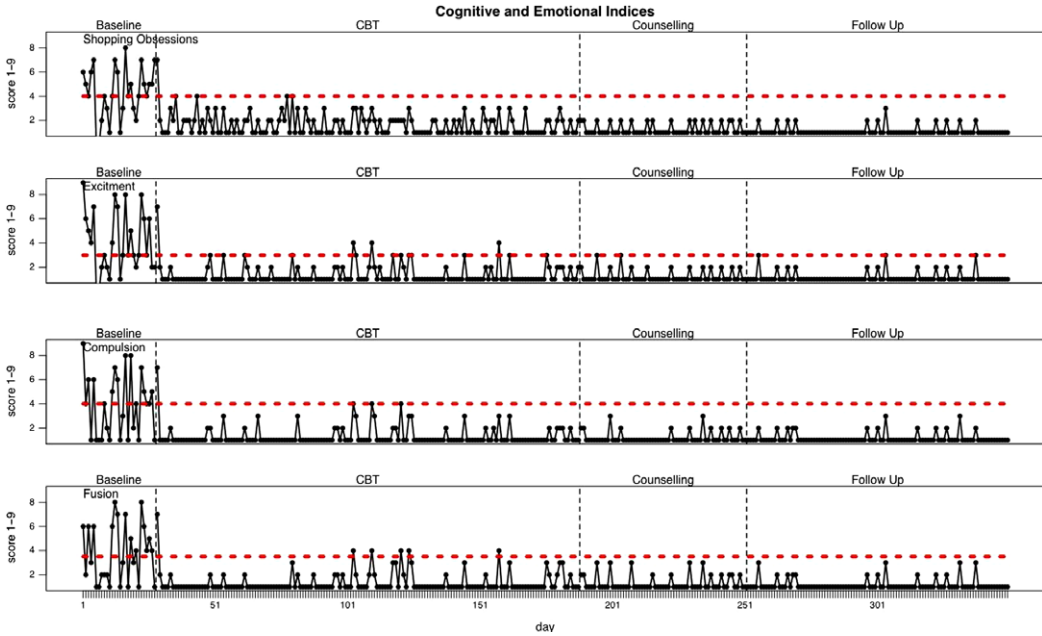 Cognitive and Emotional Indices
Baseline CBT Counselling Follow Up
Shopping Obsessions
score 1−9
8
6
4
2
Baseline CBT Counselling Follow Up
Excitment
score 1−9
8
6
4
2
Baseline CBT Counselling Follow Up
Compulsion
score 1−9
8
6
4
2
Baseline CBT Counselling Follow Up
Fusion
score 1−9
8
6
4
2
1 51 101 151 201 251 301
day